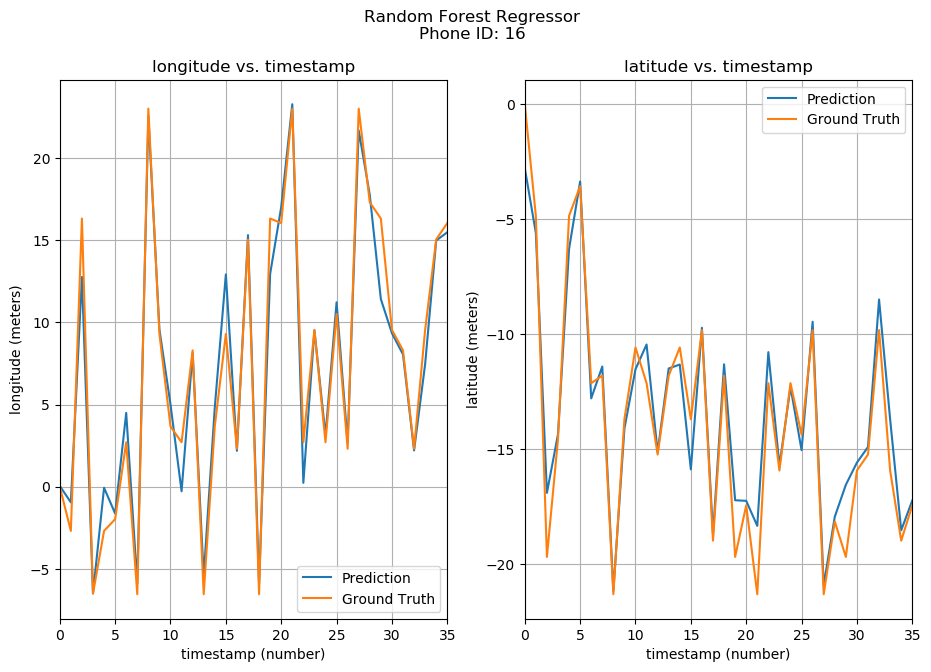 Random Forest Regressor
Phone ID: 16
longitude vs. timestamp
longitude (meters)
20
15
10
5
0
−5
0 5 10 15 20 25 30 35
timestamp (number)
Prediction
Ground Truth
latitude vs. timestamp
latitude (meters)
0
−5
−10
−15
−20
0 5 10 15 20 25 30 35
timestamp (number)
Prediction
Ground Truth